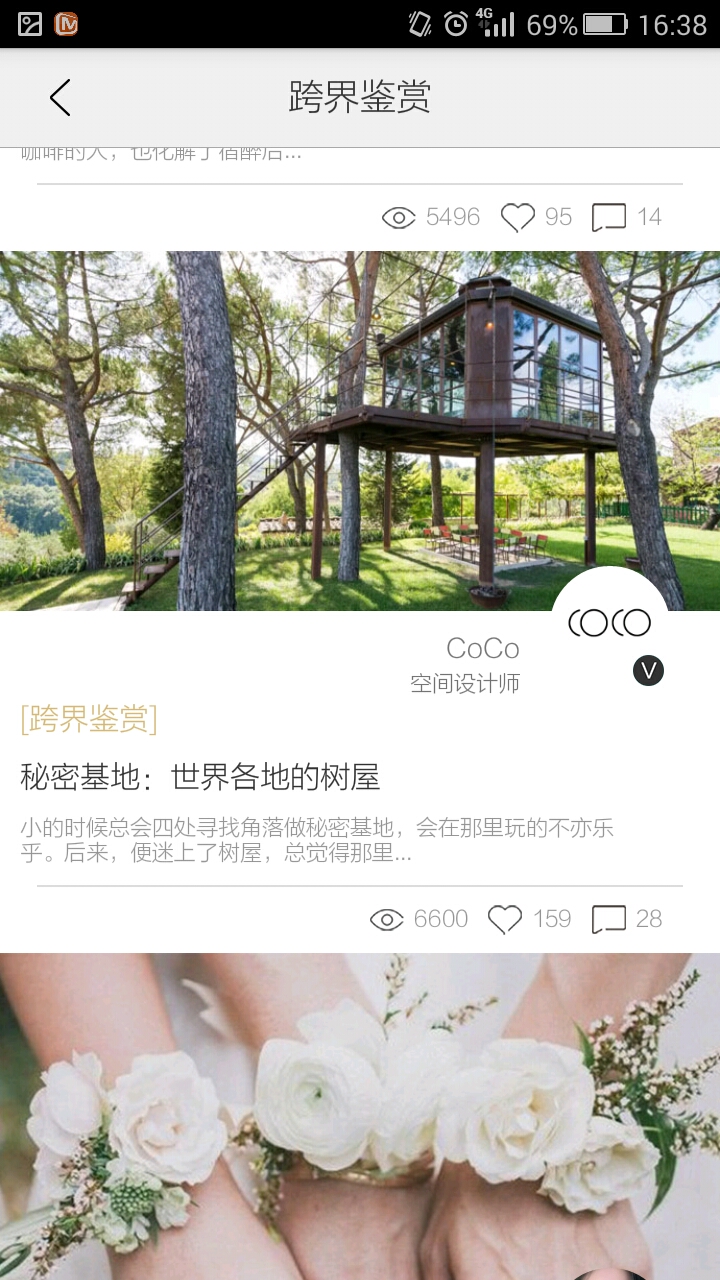 4G 69% 16:38
跨界鉴赏
咖啡的人，也化解了宿醉后...
5496 95 14
COCO
CoCo
V
空间设计师
[跨界鉴赏]
秘密基地：世界各地的树屋
小的时候总会四处寻找角落做秘密基地，会在那里玩的不亦乐
乎。后来，便迷上了树屋，总觉得那里...
6600 159 28